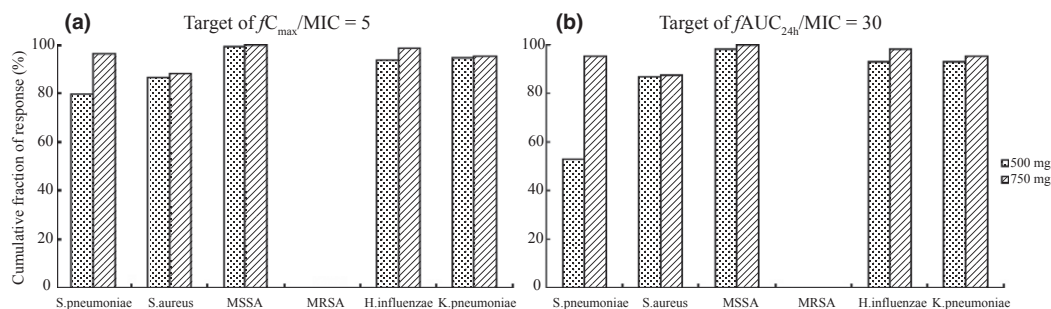 (a)
Target of fCmax/MIC = 5
Cumulative fraction of response (%)
100
80
60
40
20
0
S.pneumoniae S.aureus MSSA MRSA H.influenzae K.pneumoniae
(b)
Target of fAUC24h/MIC = 30
100
80
60
40
20
0
S.pneumoniae S.aureus MSSA MRSA H.influenzae K.pneumoniae
500 mg
750 mg